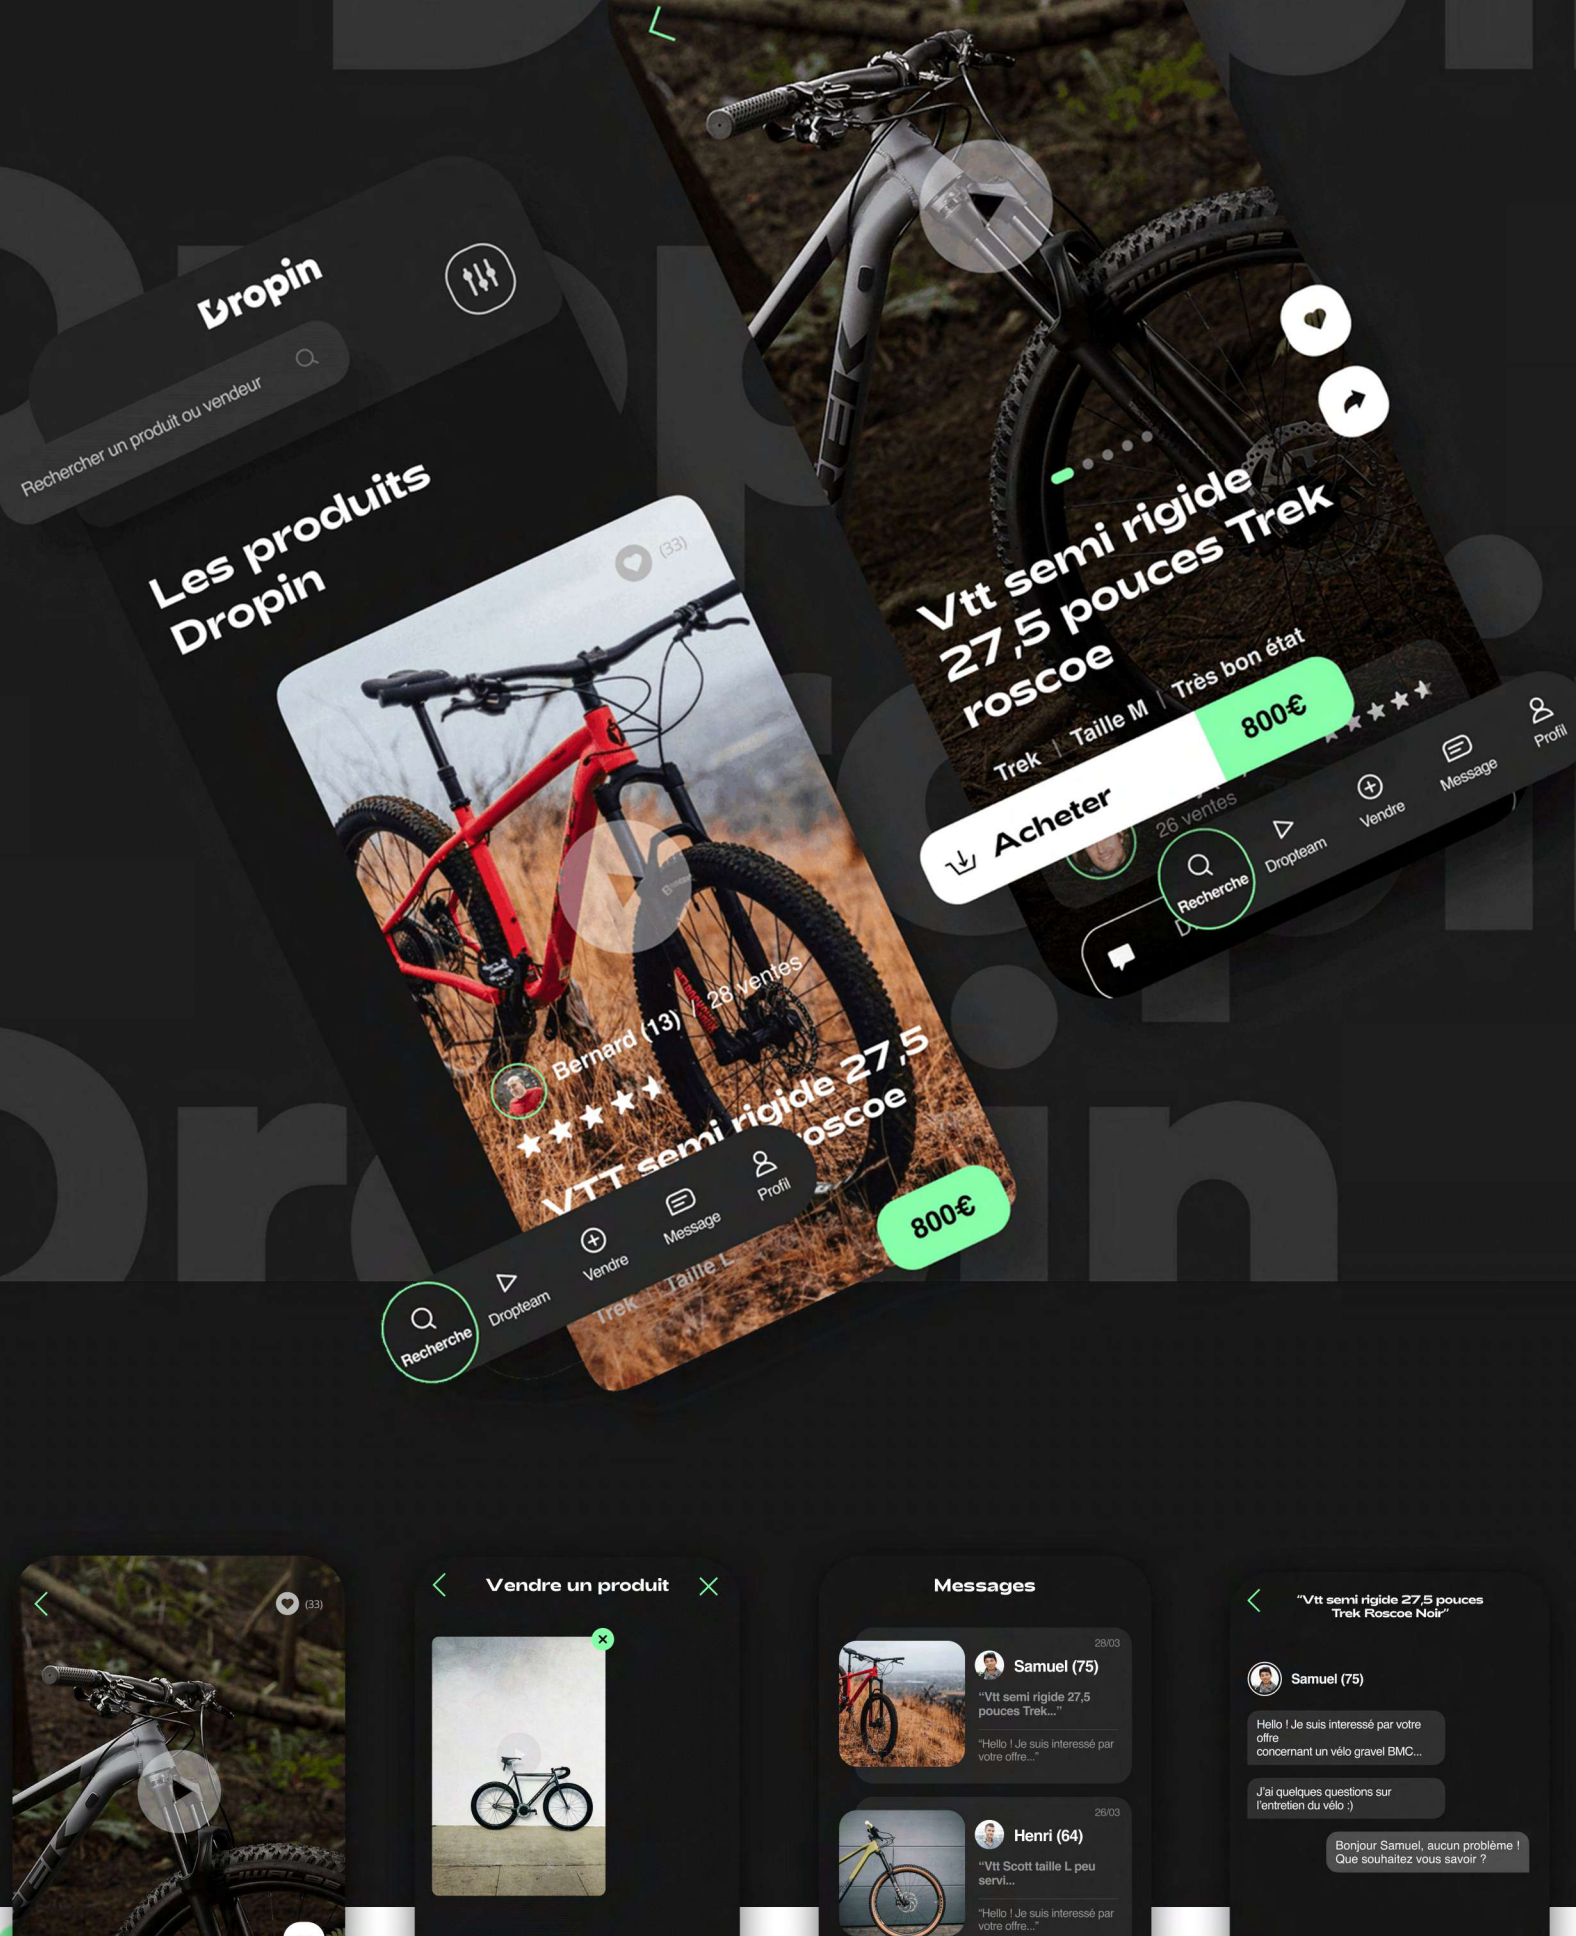 Dropin
Rechercher un produit ou vendeur
Les produits
Dropin
(33)
Bernard (13) / 28 ventes
VTT semi rigide 27,5
roscoe
Trek
Taille L
800€
Recherche
Dropteam
Vendre
Message
Profil
Vtt semi rigide
27,5 pouces Trek
roscoe
Trek | Taille M | Très bon état
Acheter
800€
26 ventes
Recherche
Dropteam
Vendre
Message
Profil
(33)
Vendre un produit
Messages
28/03
Samuel (75)
“Vtt semi rigide 27,5
pouces Trek...”
“Hello ! Je suis interessé par
votre offre...”
26/03
Henri (64)
“Vtt Scott taille L peu
servi...
“Hello ! Je suis interessé par
votre offre...”
“Vtt semi rigide 27,5 pouces
Trek Roscoe Noir”
Samuel (75)
Hello ! Je suis interessé par votre
offre
concernant un vélo gravel BMC...
J’ai quelques questions sur
l’entretien du vélo :)
Bonjour Samuel, aucun problème !
Que souhaitez vous savoir ?